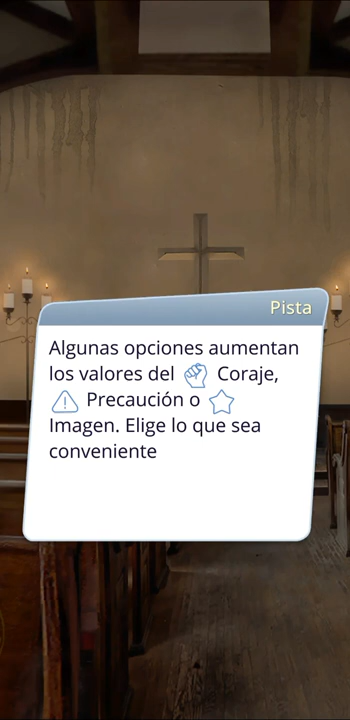 Pista
Algunas opciones aumentan
los valores del Coraje,
Precaución o
Imagen. Elige lo que sea
conveniente